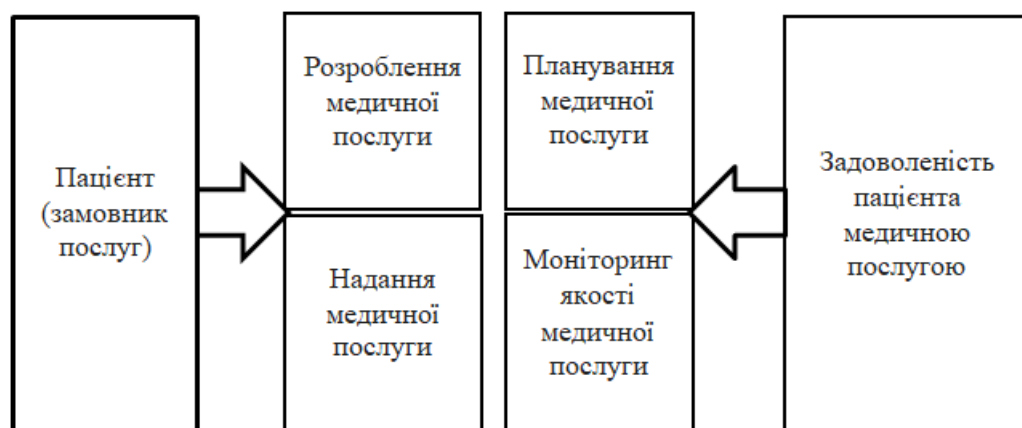 Пацієнт
(замовник
послуг)
Розроблення
медичної
послуги
Надання
медичної
послуги
Планування
медичної
послуги
Моніторинг
якості
медичної
послуги
Задоволеність
пацієнта
медичною
послугою